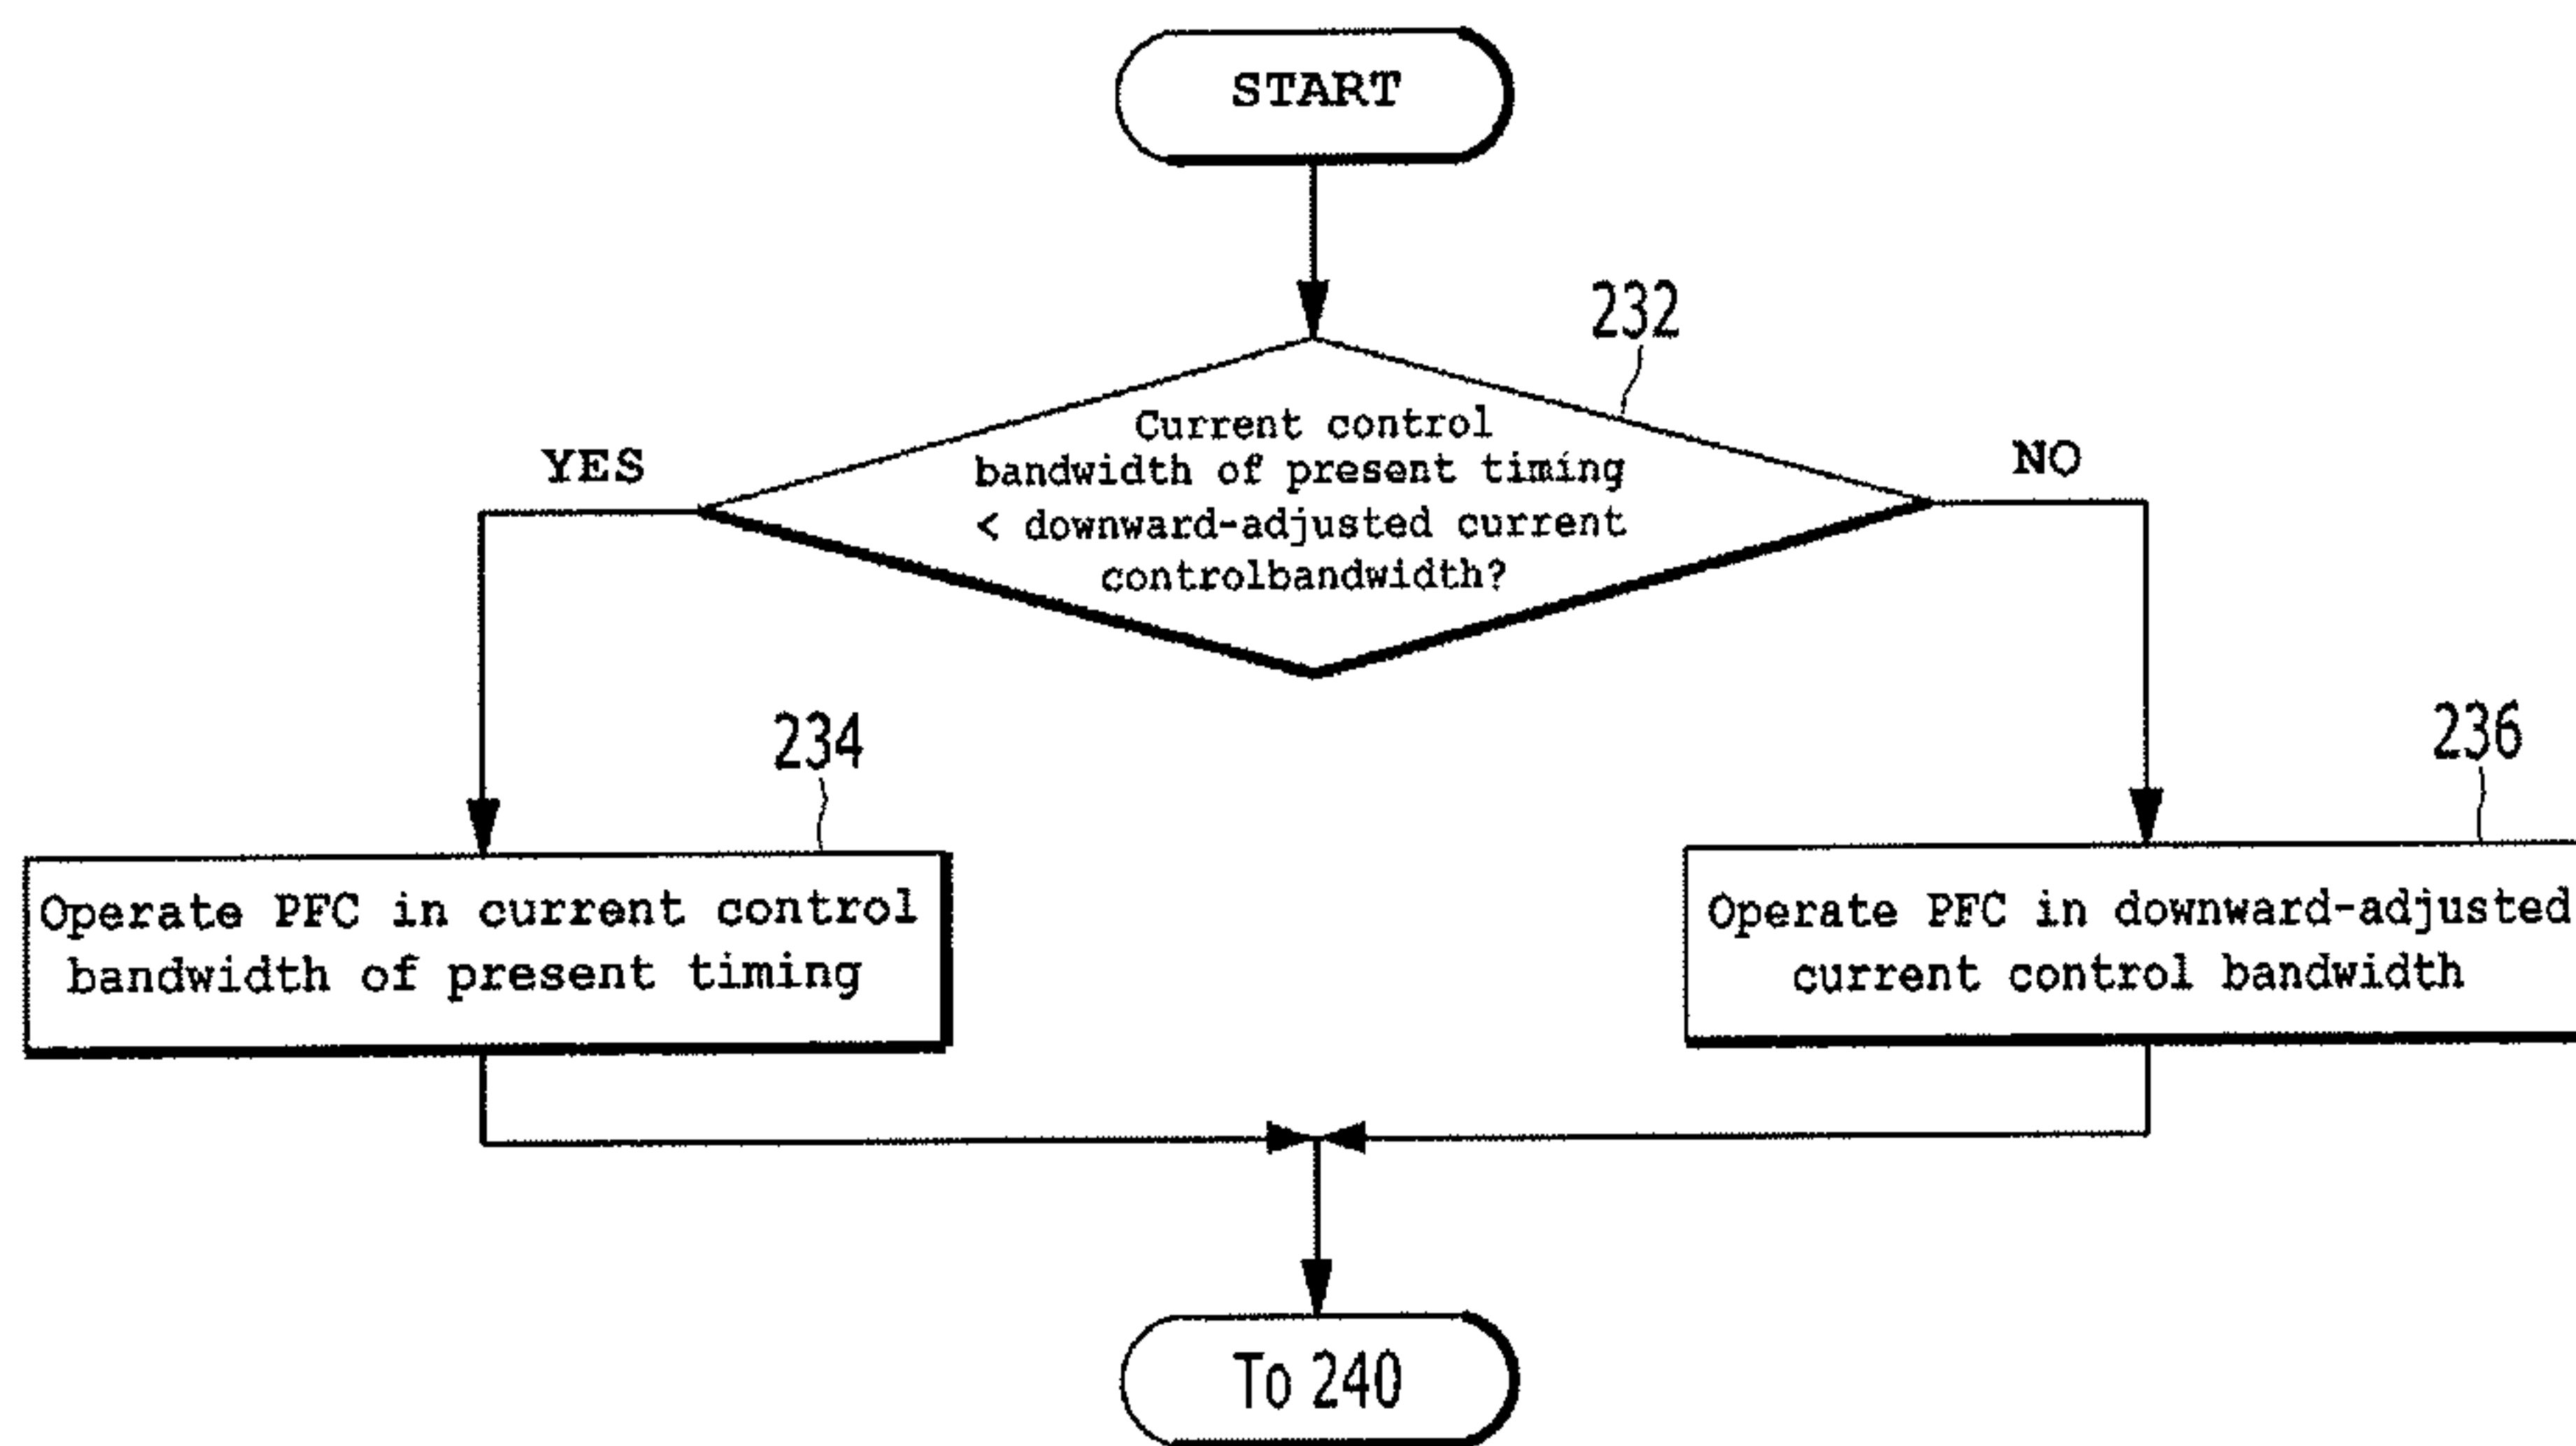 START
232
Current control
bandwidth of present timing
< downward-adjusted current
controlbandwidth?
YES
NO
234
236
Operate PFC in current control
bandwidth of present timing
Operate PFC in downward-adjusted
current control bandwidth
To 240